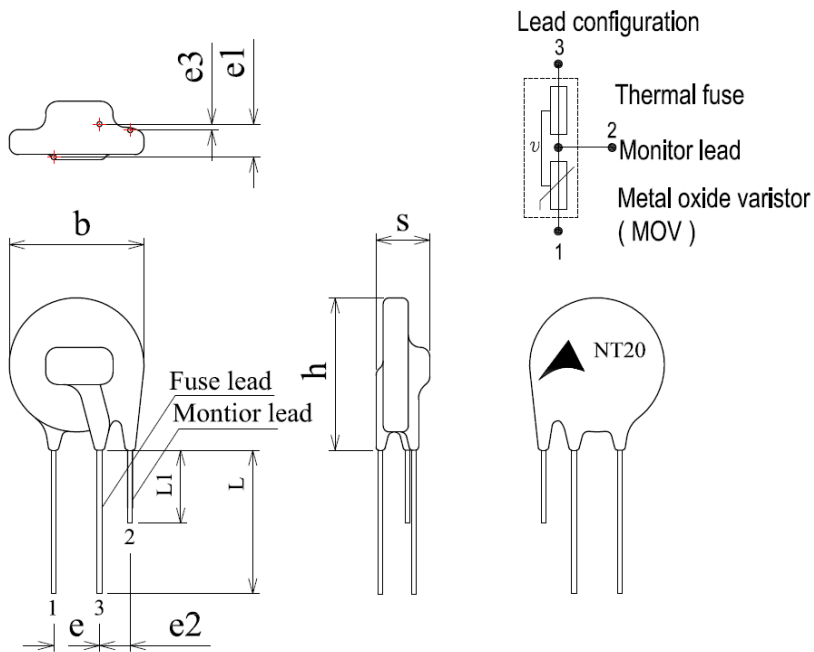 Lead configuration
3
Thermal fuse
2
υ
Monitor lead
Metal oxide varistor
( MOV )
1
e3
e1
b
s
h
NT20
Fuse lead
Montior lead
L1
L
2
1
3
e
e2